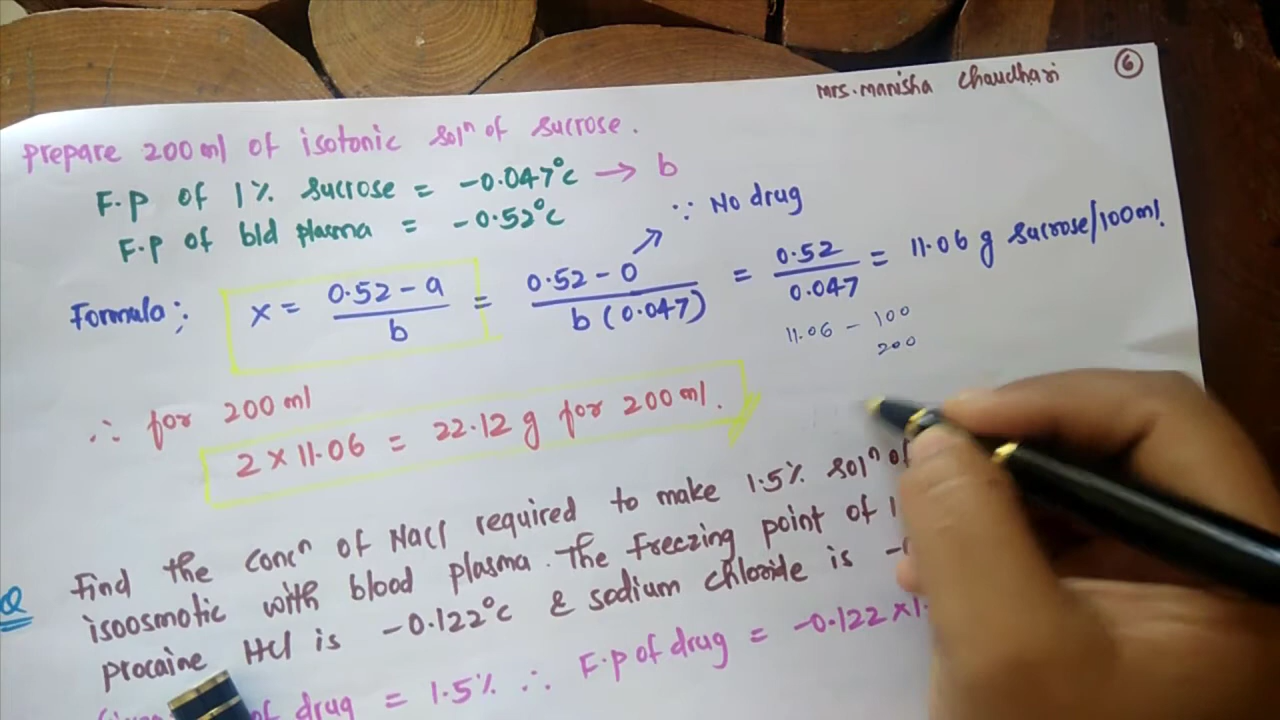 Mrs. Manisha Chaudhari 6
prepare 200 ml of isotonic solⁿ of sucrose.
F.p of 1% sucrose = -0.047°c → b
F.p of bld plasma = -0.52°c
∵ No drug
Formula: x = 0.52 - a / b = 0.52 - 0 / b (0.047) = 0.52 / 0.047 = 11.06 g sucrose/100ml.
11.06 - 100
200
∴ for 200 ml
2 × 11.06 = 22.12 g for 200 ml.
Q Find the concⁿ of Nacl required to make 1.5% solⁿ of
isoosmotic with blood plasma. The freezing point of 1
procaine Hcl is -0.122°c & sodium chloride is -0
of drug = 1.5% ∴ F.p of drug = -0.122 × 1.